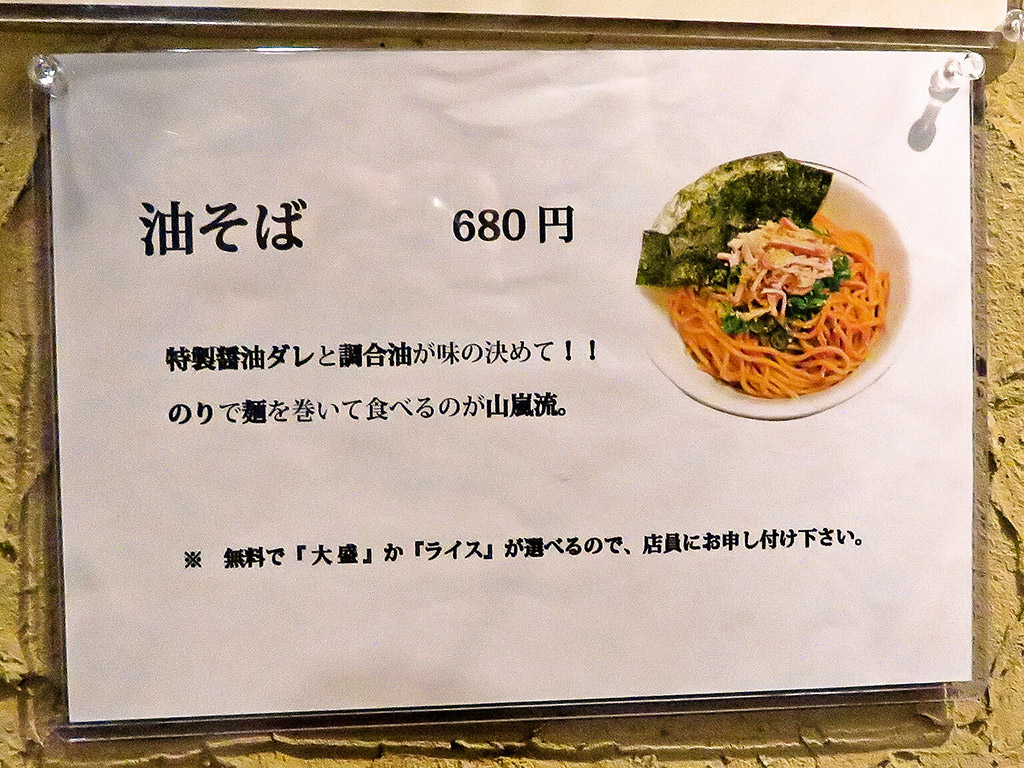 油そば 680円
特製醤油ダレと調合油が味の決めて！！
のりで麺を巻いて食べるのが山嵐流。
※ 無料で『大盛』か『ライス』が選べるので、店員にお申し付け下さい。